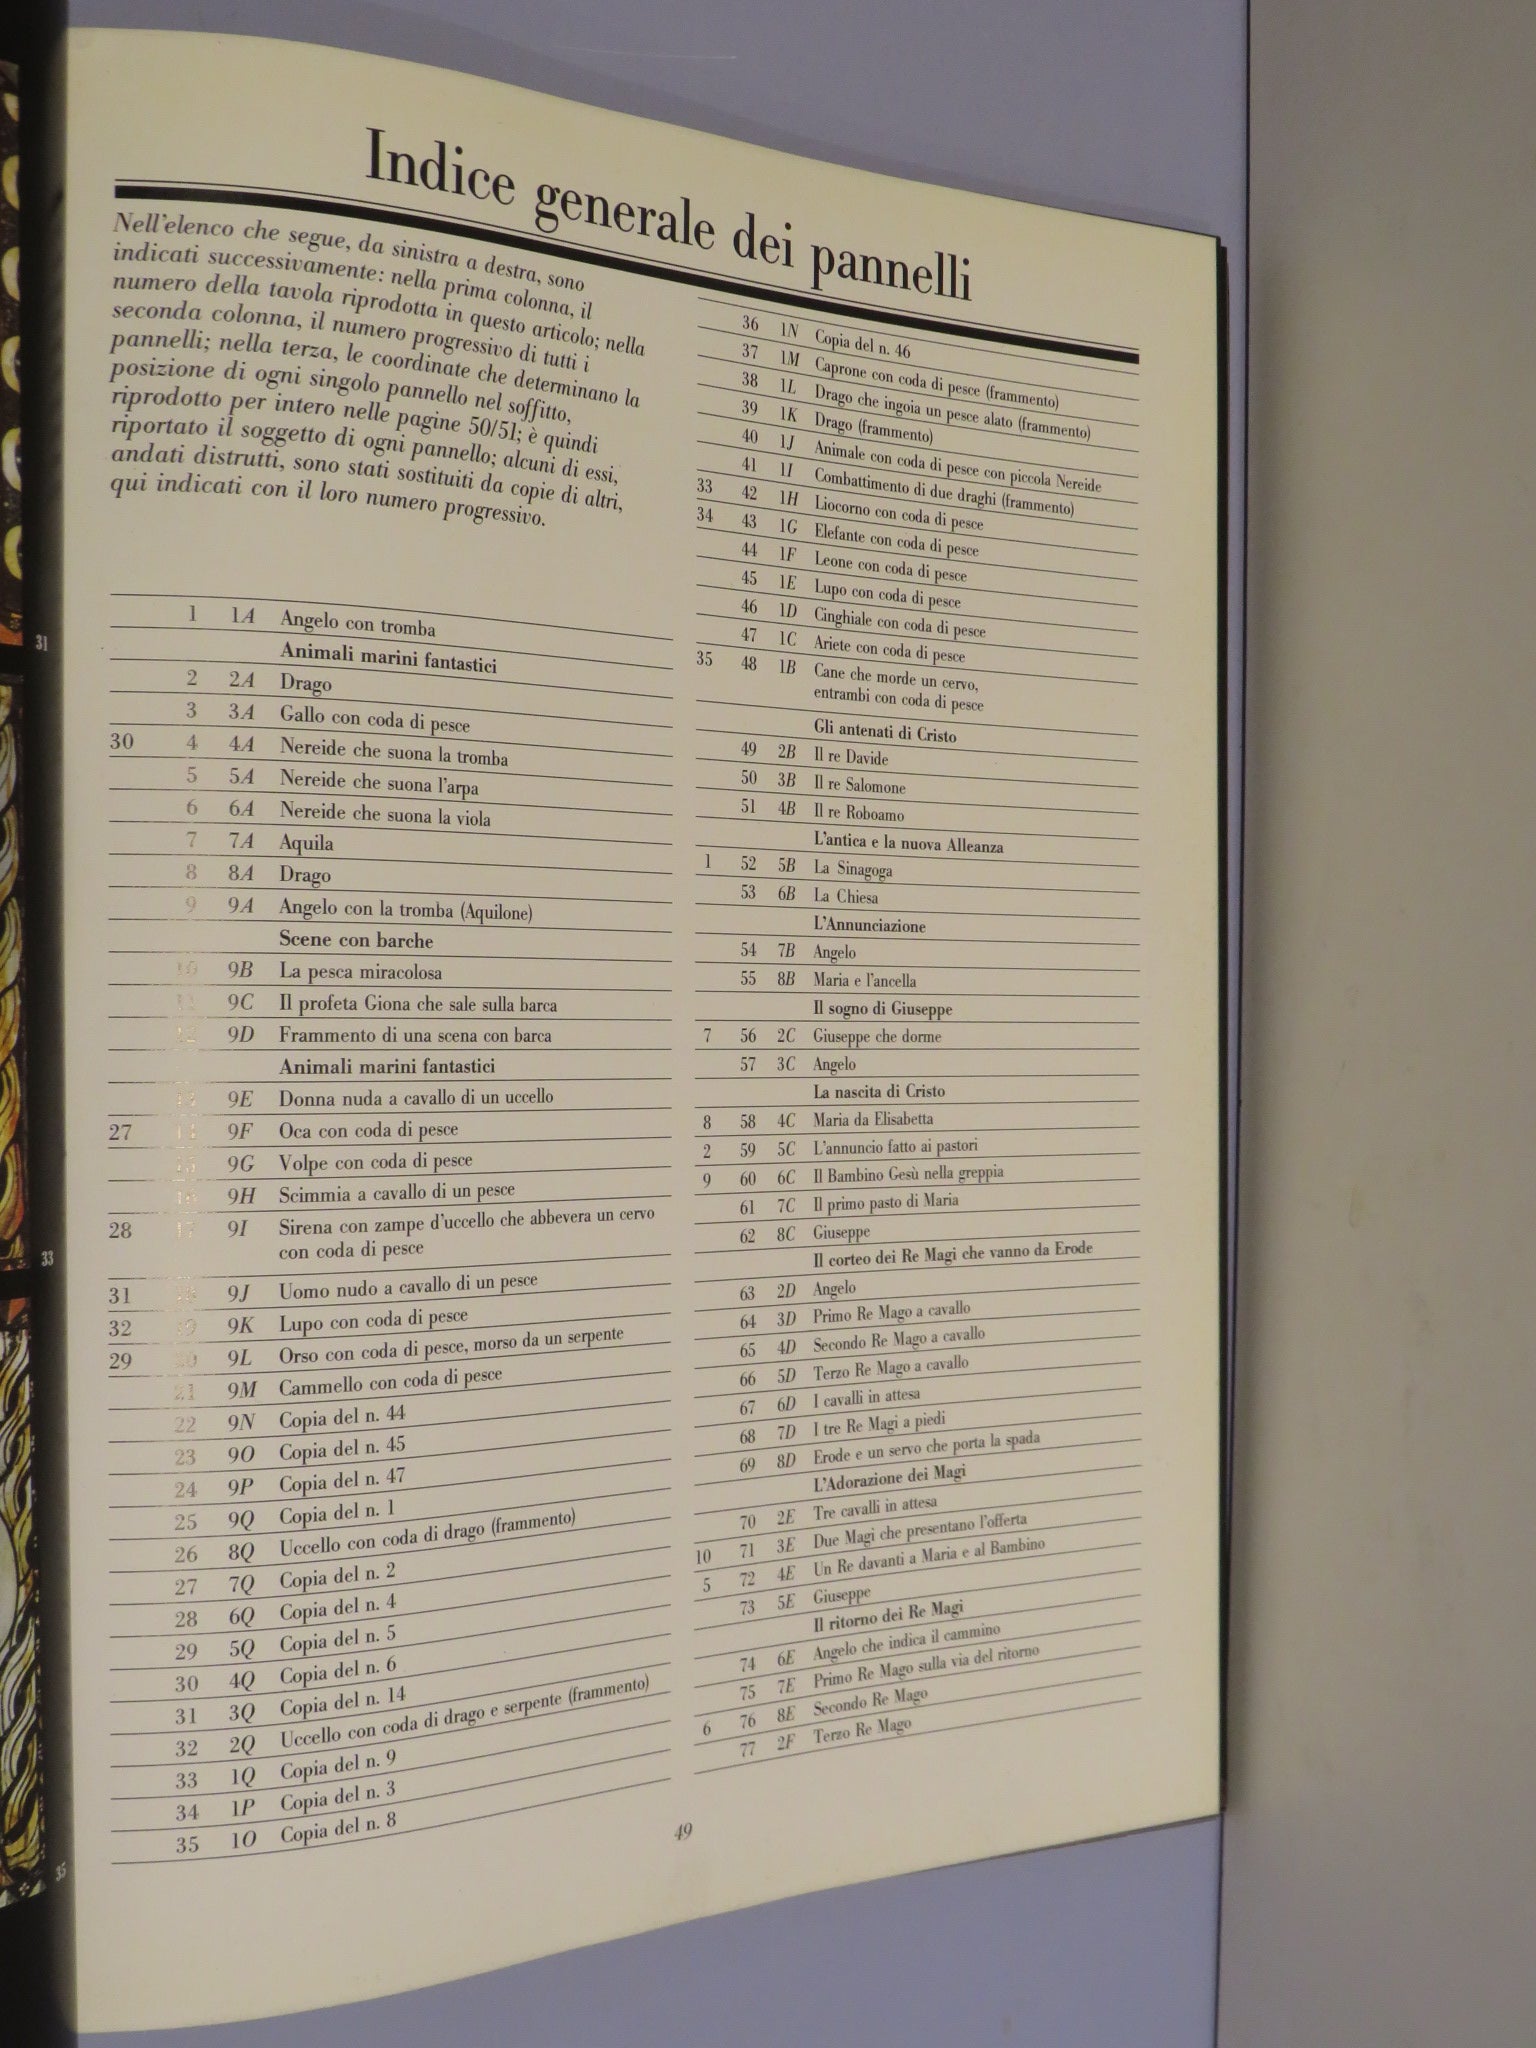 31
33
35
Indice generale dei pannelli
Nell'elenco che segue, da sinistra a destra, sono
indicati successivamente: nella prima colonna, il
numero della tavola riprodotta in questo articolo; nella
seconda colonna, il numero progressivo di tutti i
pannelli; nella terza, le coordinate che determinano la
posizione di ogni singolo pannello nel soffitto,
riprodotto per intero nelle pagine 50/51; è quindi
riportato il soggetto di ogni pannello; alcuni di essi,
andati distrutti, sono stati sostituiti da copie di altri,
qui indicati con il loro numero progressivo.
1 1A Angelo con tromba
Animali marini fantastici
2 2A Drago
3 3A Gallo con coda di pesce
30 4 4A Nereide che suona la tromba
5 5A Nereide che suona l'arpa
6 6A Nereide che suona la viola
7 7A Aquila
8 8A Drago
9 9A Angelo con la tromba (Aquilone)
Scene con barche
10 9B La pesca miracolosa
11 9C Il profeta Giona che sale sulla barca
12 9D Frammento di una scena con barca
Animali marini fantastici
13 9E Donna nuda a cavallo di un uccello
27 14 9F Oca con coda di pesce
15 9G Volpe con coda di pesce
16 9H Scimmia a cavallo di un pesce
28 17 9I Sirena con zampe d'uccello che abbevera un cervo
con coda di pesce
31 18 9J Uomo nudo a cavallo di un pesce
32 19 9K Lupo con coda di pesce
29 20 9L Orso con coda di pesce, morso da un serpente
21 9M Cammello con coda di pesce
22 9N Copia del n. 44
23 9O Copia del n. 45
24 9P Copia del n. 47
25 9Q Copia del n. 1
26 8Q Uccello con coda di drago (frammento)
27 7Q Copia del n. 2
28 6Q Copia del n. 4
29 5Q Copia del n. 5
30 4Q Copia del n. 6
31 3Q Copia del n. 14
32 2Q Uccello con coda di drago e serpente (frammento)
33 1Q Copia del n. 9
34 1P Copia del n. 3
35 1O Copia del n. 8
36 1N Copia del n. 46
37 1M Caprone con coda di pesce (frammento)
38 1L Drago che ingoia un pesce alato (frammento)
39 1K Drago (frammento)
40 1J Animale con coda di pesce con piccola Nereide
41 1I Combattimento di due draghi (frammento)
33 42 1H Liocorno con coda di pesce
34 43 1G Elefante con coda di pesce
44 1F Leone con coda di pesce
45 1E Lupo con coda di pesce
46 1D Cinghiale con coda di pesce
47 1C Ariete con coda di pesce
35 48 1B Cane che morde un cervo,
entrambi con coda di pesce
Gli antenati di Cristo
49 2B Il re Davide
50 3B Il re Salomone
51 4B Il re Roboamo
L'antica e la nuova Alleanza
1 52 5B La Sinagoga
53 6B La Chiesa
L'Annunciazione
54 7B Angelo
55 8B Maria e l'ancella
Il sogno di Giuseppe
7 56 2C Giuseppe che dorme
57 3C Angelo
La nascita di Cristo
8 58 4C Maria da Elisabetta
2 59 5C L'annuncio fatto ai pastori
9 60 6C Il Bambino Gesù nella greppia
61 7C Il primo pasto di Maria
62 8C Giuseppe
Il corteo dei Re Magi che vanno da Erode
63 2D Angelo
64 3D Primo Re Mago a cavallo
65 4D Secondo Re Mago a cavallo
66 5D Terzo Re Mago a cavallo
67 6D I cavalli in attesa
68 7D I tre Re Magi a piedi
69 8D Erode e un servo che porta la spada
L'Adorazione dei Magi
70 2E Tre cavalli in attesa
10 71 3E Due Magi che presentano l'offerta
5 72 4E Un Re davanti a Maria e al Bambino
73 5E Giuseppe
Il ritorno dei Re Magi
74 6E Angelo che indica il cammino
75 7E Primo Re Mago sulla via del ritorno
6 76 8E Secondo Re Mago
77 2F Terzo Re Mago
49